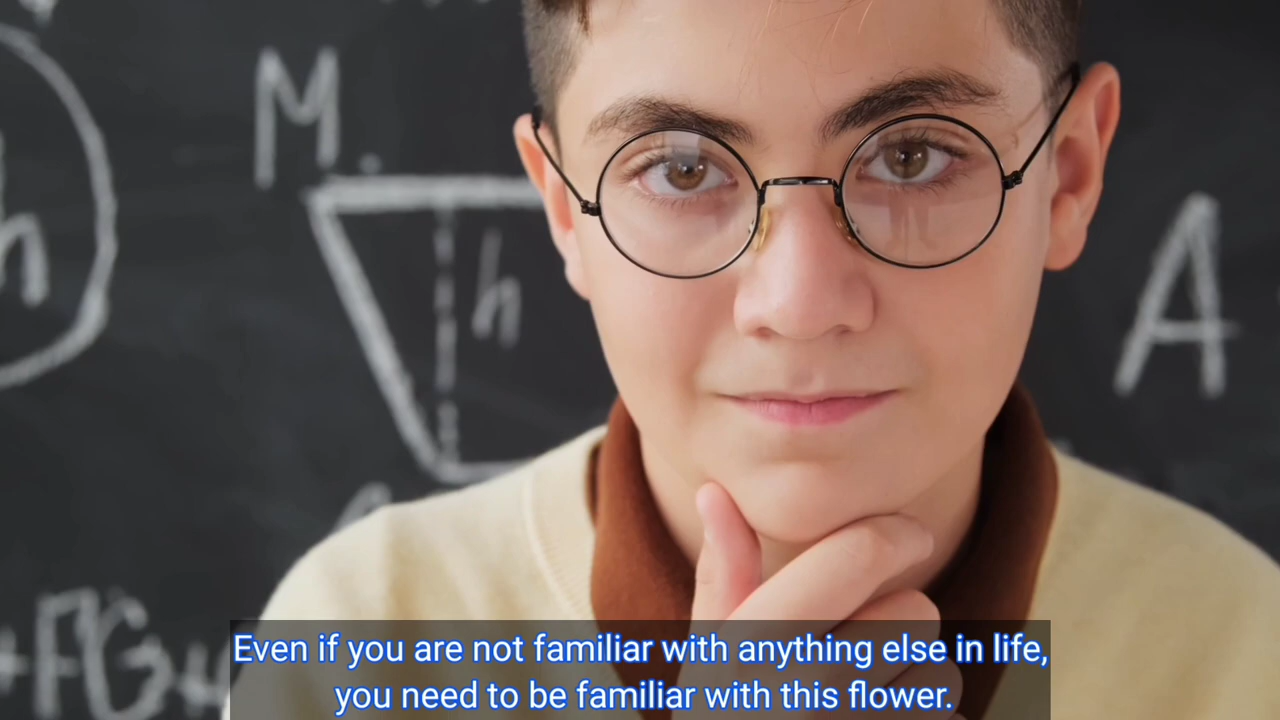 M
h
h
A
+FG+
Even if you are not familiar with anything else in life,
you need to be familiar with this flower.